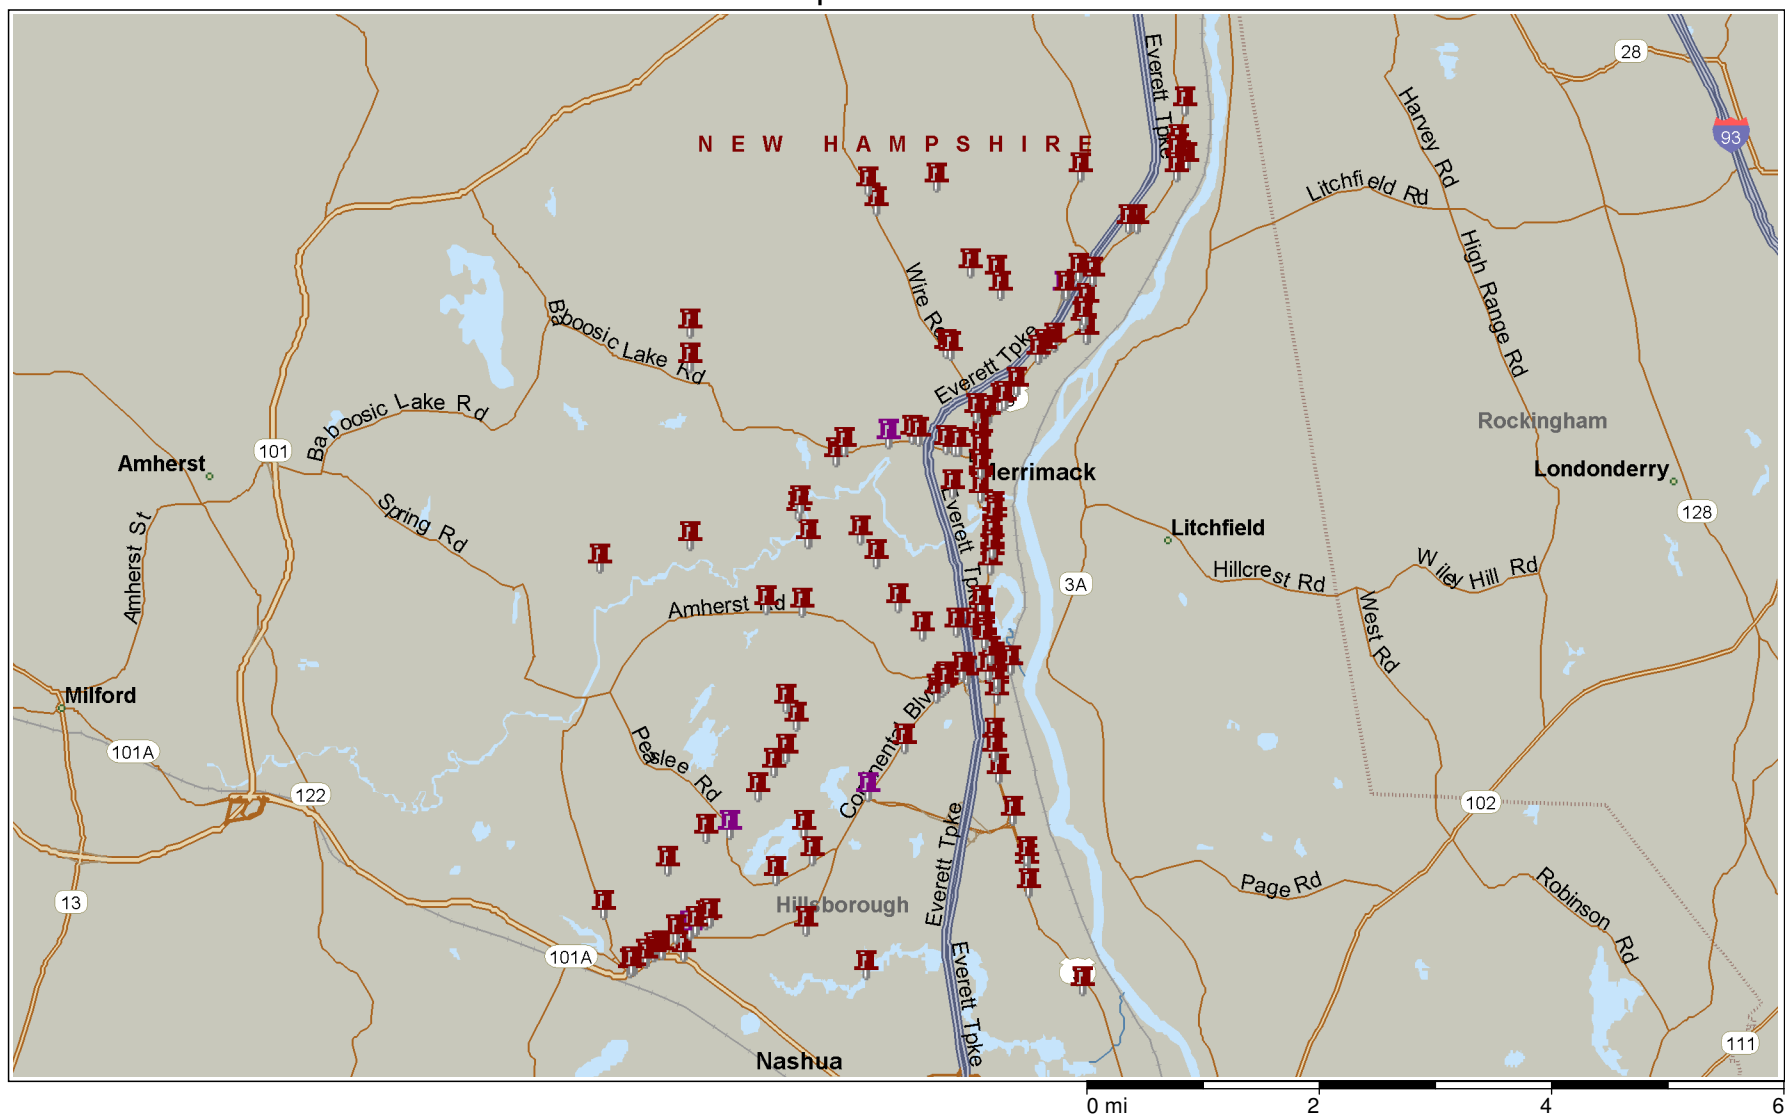 Everett Tpke
28
93
NEW HAMPSHIRE
Harvey Rd
Litchfield Rd
Wire Rd
High Range Rd
Baboosic Lake Rd
Everett Tpke
Baboosic Lake Rd
Rockingham
101
Amherst
Merrimack
Londonderry
Spring Rd
Everett Tpke
128
Amherst St
Litchfield
3A
Hillcrest Rd
Wiley Hill Rd
Amherst Rd
West Rd
Milford
101A
Peaslee Rd
Continental Blvd
122
102
Everett Tpke
13
Hillsborough
Page Rd
Robinson Rd
101A
Everett Tpke
Nashua
111
0 mi 2 4 6